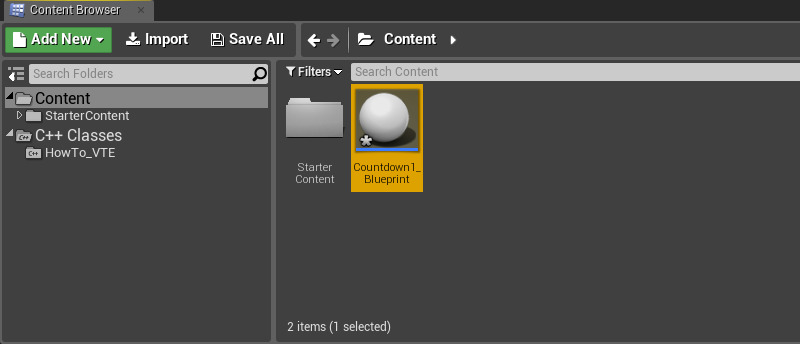 Content Browser
Add New
Import
Save All
Content
Search Folders
Filters
Search Content
Content
StarterContent
C++ Classes
HowTo_VTE
Starter
Content
Countdown1_
Blueprint
2 items (1 selected)